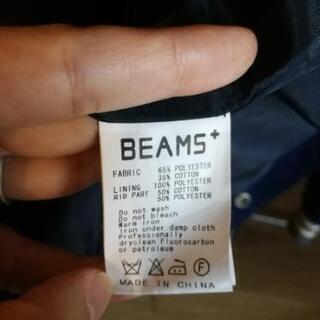 BEAMS+
FABRIC 65% POLYESTER
35% COTTON
LINING 100% POLYESTER
RIB PART 50% COTTON
50% POLYESTER
Do not wash
Do not bleach
Warm iron
Iron under damp cloth
Professionally
dryclean Fluorocarbon
or petroleum
F
MADE IN CHINA